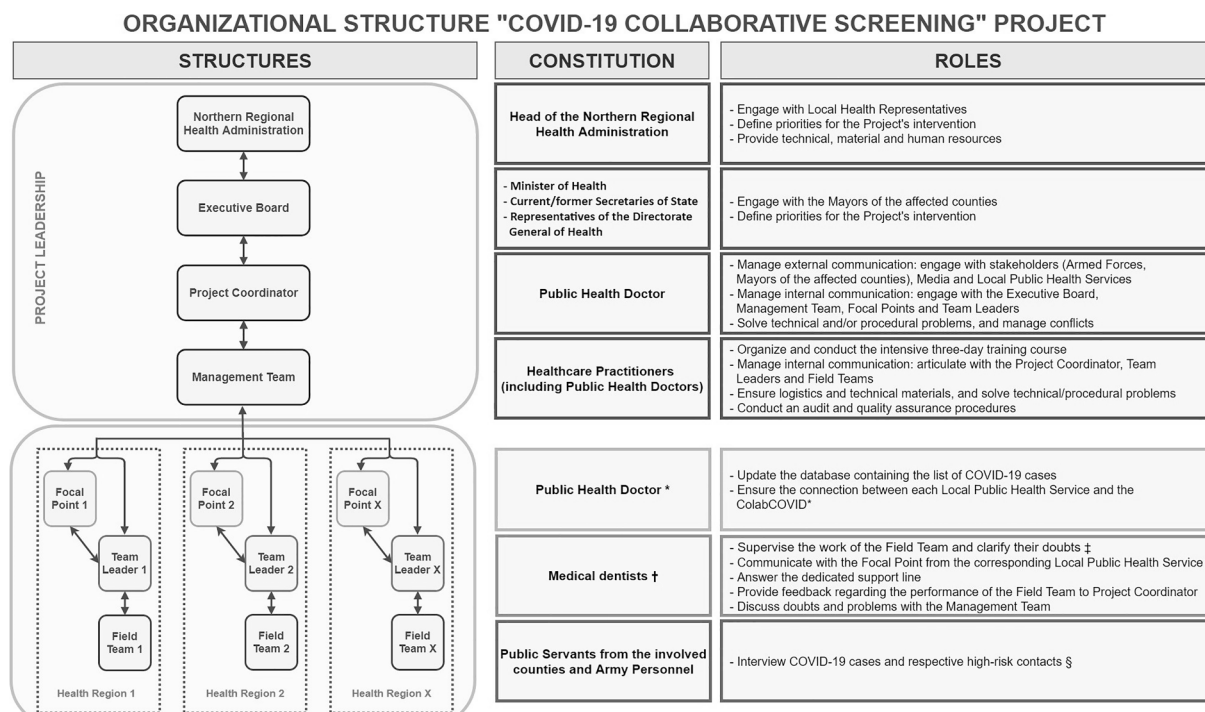 ORGANIZATIONAL STRUCTURE "COVID-19 COLLABORATIVE SCREENING" PROJECT
STRUCTURES
CONSTITUTION
ROLES
PROJECT LEADERSHIP
Northern Regional
Health Administration
Head of the Northern Regional
Health Administration
- Engage with Local Health Representatives
- Define priorities for the Project's intervention
- Provide technical, material and human resources
Executive Board
- Minister of Health
- Current/former Secretaries of State
- Representatives of the Directorate
General of Health
- Engage with the Mayors of the affected counties
- Define priorities for the Project's intervention
Project Coordinator
Public Health Doctor
- Manage external communication: engage with stakeholders (Armed Forces,
Mayors of the affected counties), Media and Local Public Health Services
- Manage internal communication: engage with the Executive Board,
Management Team, Focal Points and Team Leaders
- Solve technical and/or procedural problems, and manage conflicts
Management Team
Healthcare Practitioners
(including Public Health Doctors)
- Organize and conduct the intensive three-day training course
- Manage internal communication: articulate with the Project Coordinator, Team
Leaders and Field Teams
- Ensure logistics and technical materials, and solve technical/procedural problems
- Conduct an audit and quality assurance procedures
Focal
Point 1
Focal
Point 2
Focal
Point X
Public Health Doctor *
- Update the database containing the list of COVID-19 cases
- Ensure the connection between each Local Public Health Service and the
ColabCOVID*
Team
Leader 1
Team
Leader 2
Team
Leader X
Medical dentists †
- Supervise the work of the Field Team and clarify their doubts ‡
- Communicate with the Focal Point from the corresponding Local Public Health Service
- Answer the dedicated support line
- Provide feedback regarding the performance of the Field Team to Project Coordinator
- Discuss doubts and problems with the Management Team
Field
Team 1
Field
Team 2
Field
Team X
Public Servants from the involved
counties and Army Personnel
- Interview COVID-19 cases and respective high-risk contacts §
Health Region 1
Health Region 2
Health Region X